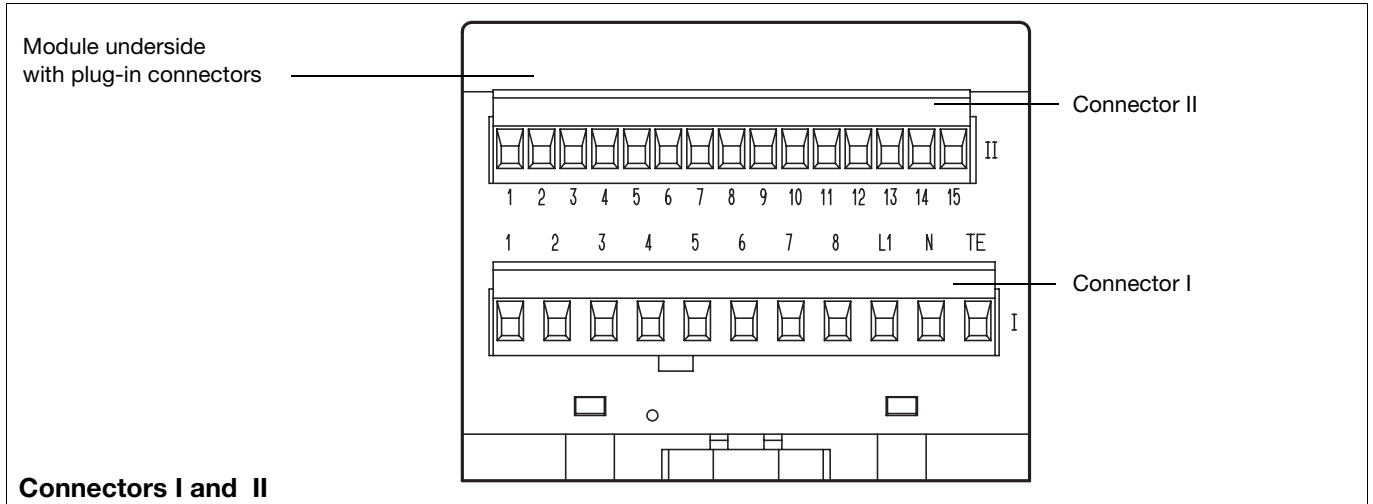 Module underside
with plug-in connectors
Connector II
II
1 2 3 4 5 6 7 8 9 10 11 12 13 14 15
1 2 3 4 5 6 7 8 L1 N TE
Connector I
I
Connectors I and II